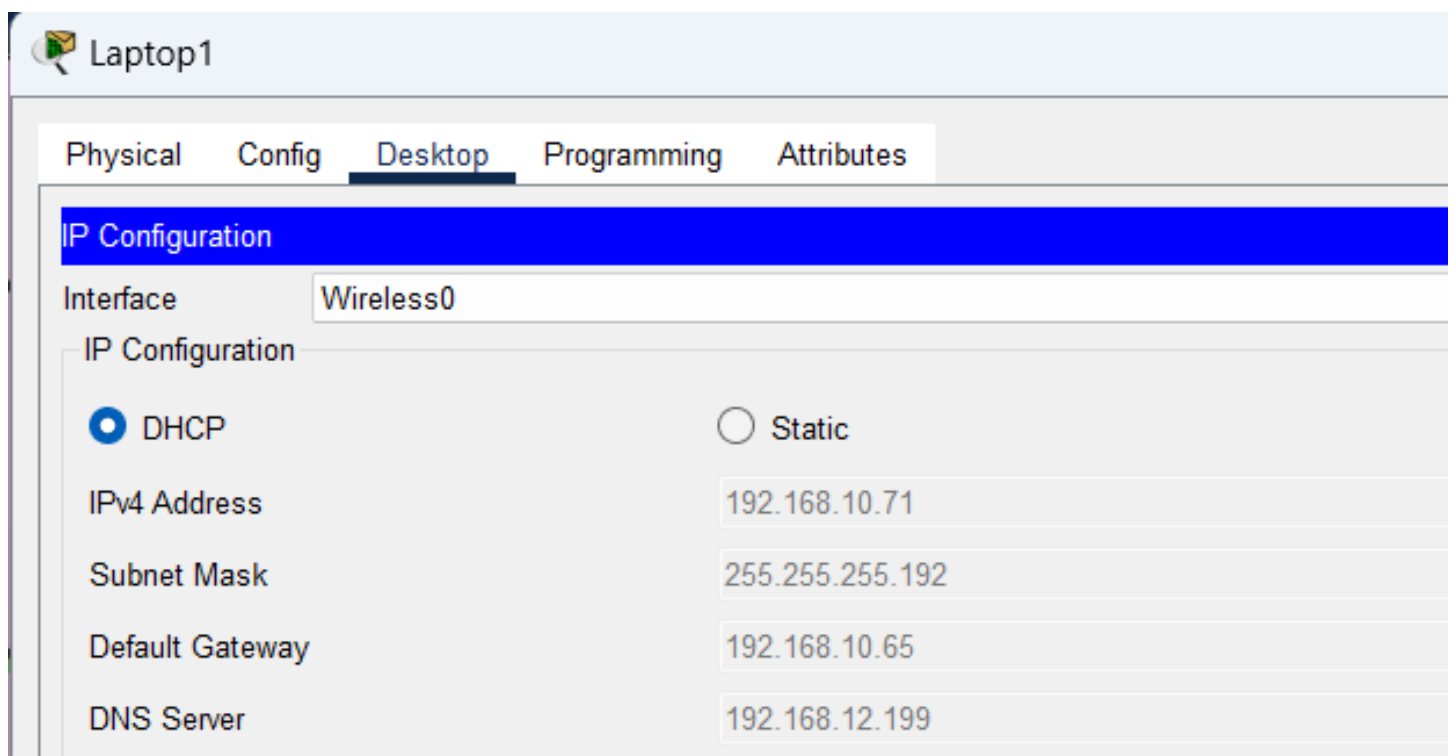 Laptop1
Physical Config Desktop Programming Attributes
IP Configuration
Interface Wireless0
IP Configuration
DHCP Static
IPv4 Address 192.168.10.71
Subnet Mask 255.255.255.192
Default Gateway 192.168.10.65
DNS Server 192.168.12.199